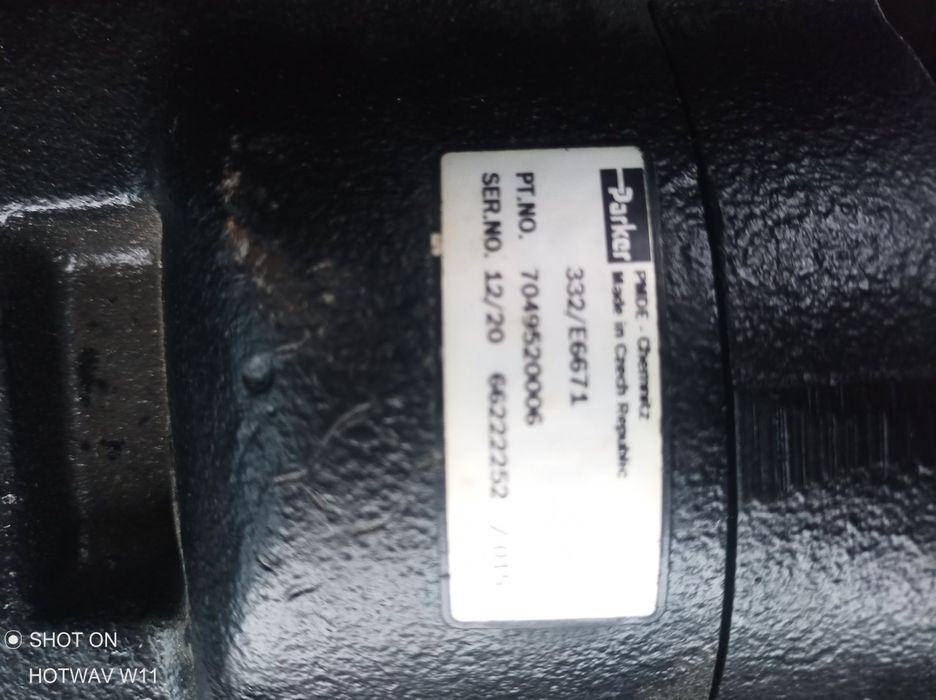 Parker PMDE - Chemnitz
Made in Czech Republic
332/E6671
PT.NO. 7049520006
SER.NO. 12/20 66222252 / 015
SHOT ON
HOTWAV W11